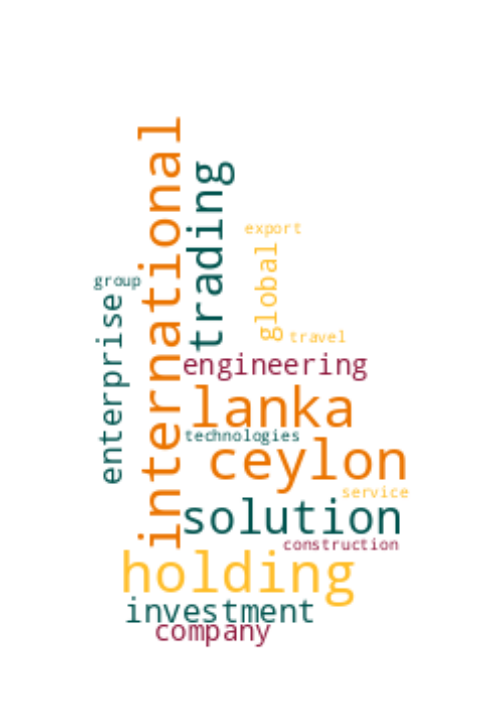 international
trading
export
global
group
enterprise
travel
engineering
lanka
technologies
ceylon
service
solution
construction
holding
investment
company